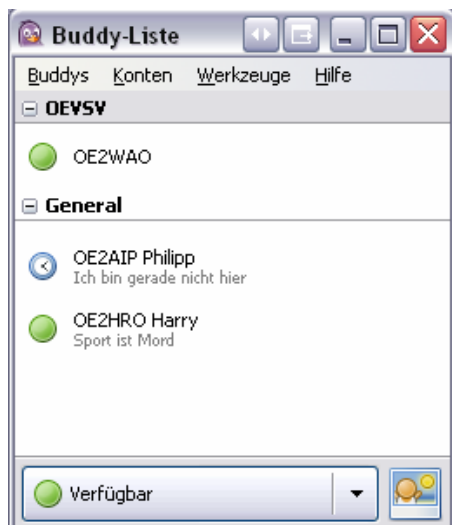 Buddy-Liste
Buddys Konten Werkzeuge Hilfe
OEVSV
OE2WAO
General
OE2AIP Philipp
Ich bin gerade nicht hier
OE2HRO Harry
Sport ist Mord
Verfügbar